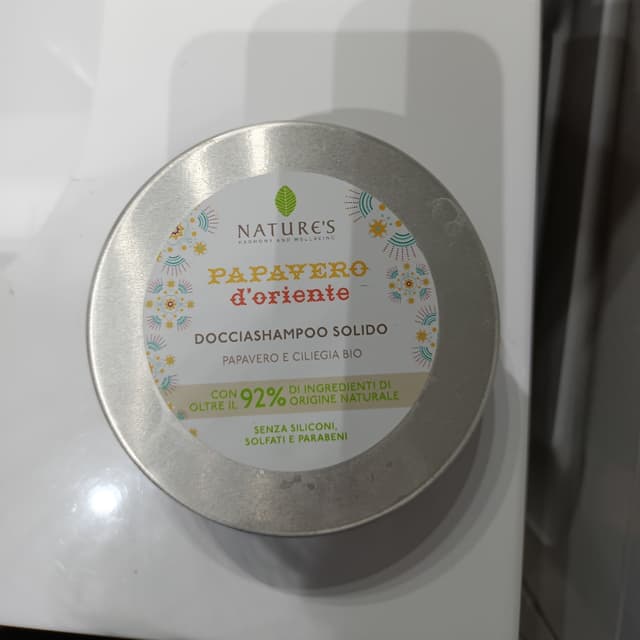 NATURE'S
HARMONY AND WELLBEING
PAPAVERO
d'oriente
DOCCIASHAMPOO SOLIDO
PAPAVERO E CILIEGIA BIO
CON OLTRE IL 92% DI INGREDIENTI DI ORIGINE NATURALE
SENZA SILICONI,
SOLFATI E PARABENI